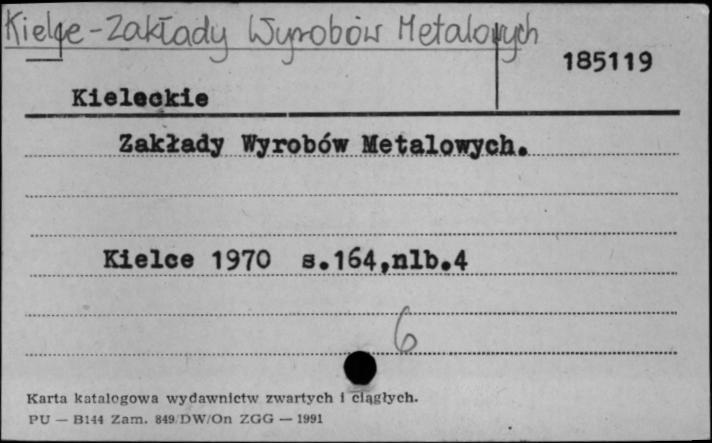 Kielce - Zakłady Wyrobów Metalowych
185119
Kieleckie
Zakłady Wyrobów Metalowych.
Kielce 1970 s.164,nlb.4
6
Karta katalogowa wydawnictw zwartych i ciągłych.
PU — B144 Zam. 849/DW/On ZGG — 1991